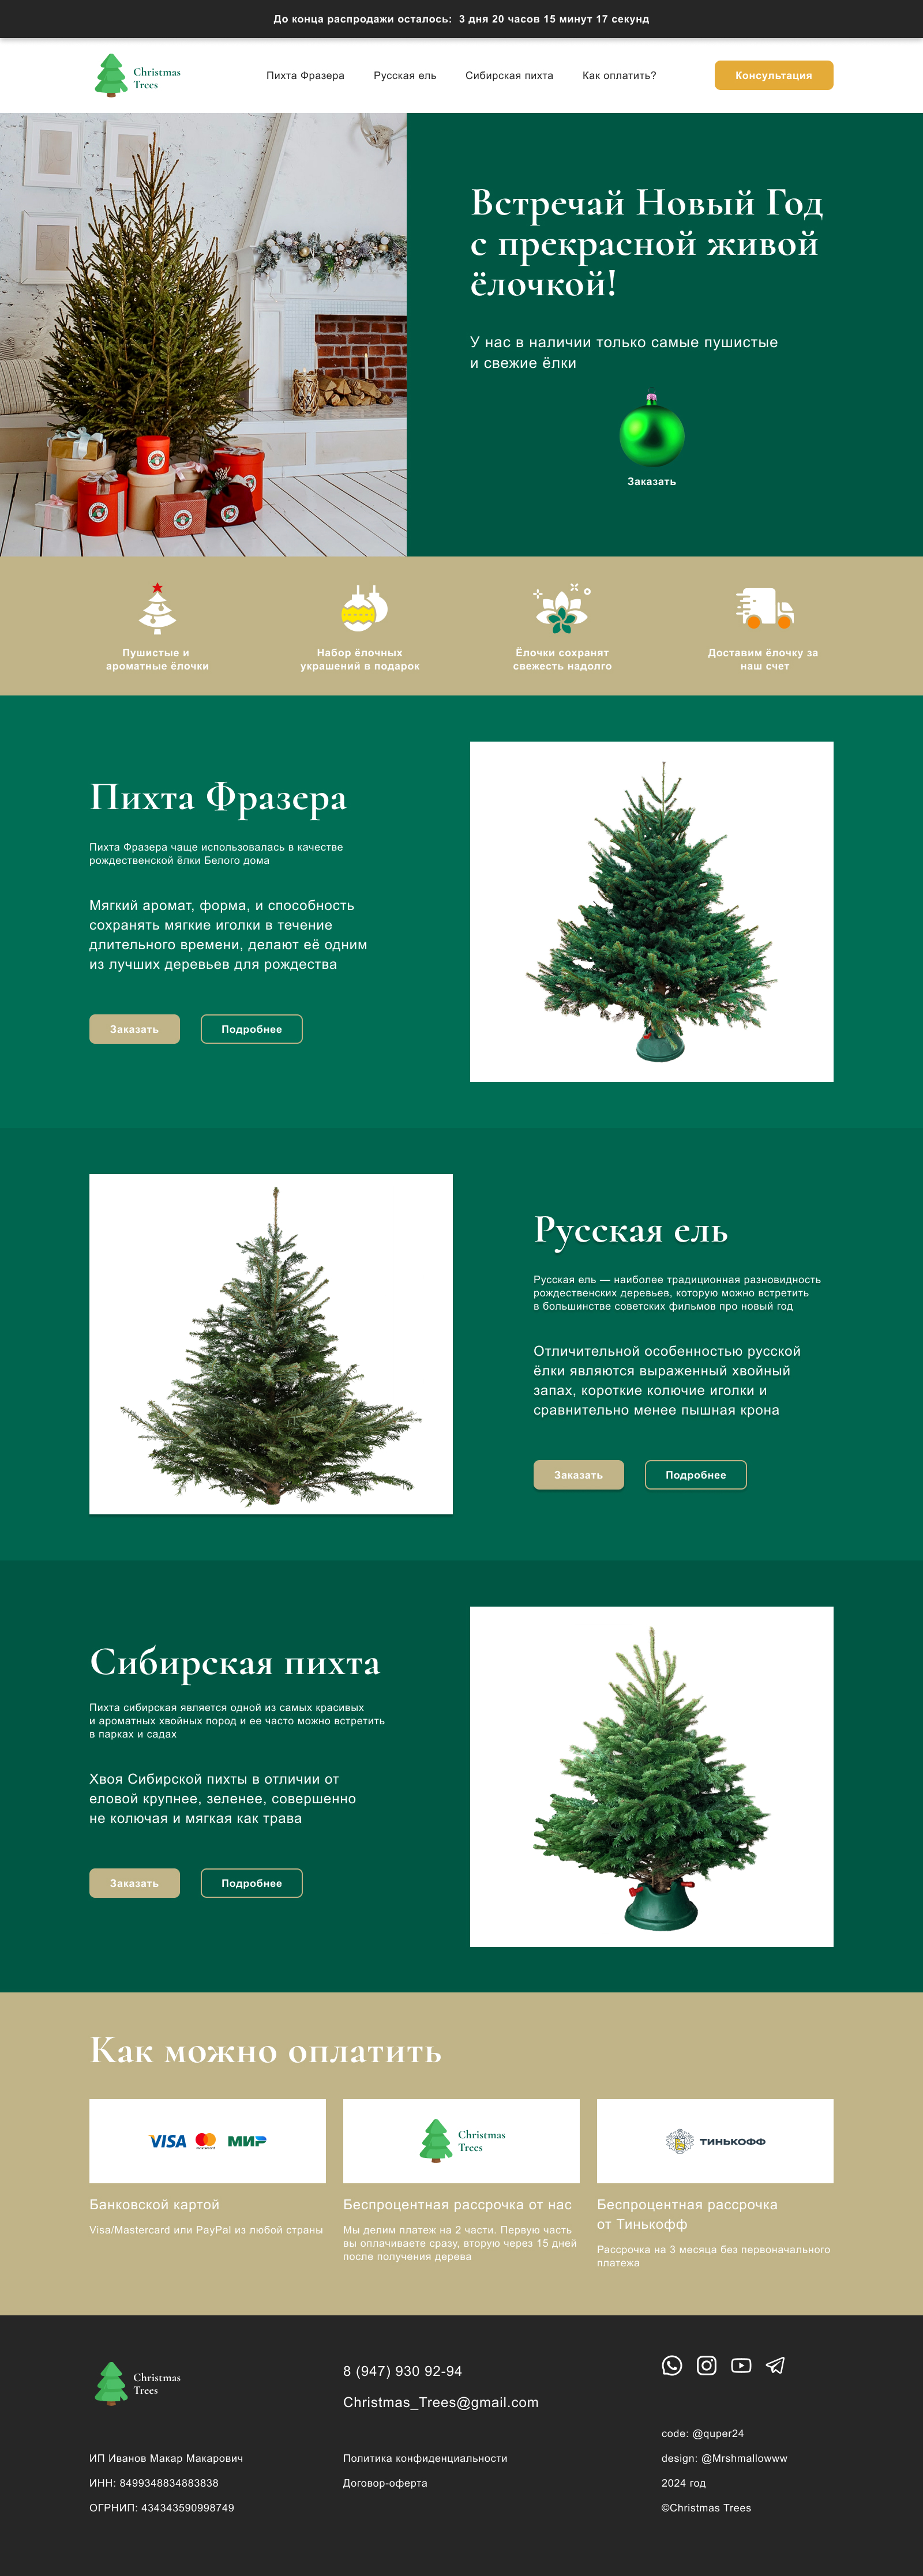 До конца распродажи осталось: 3 дня 20 часов 15 минут 17 секунд
Christmas
Trees
Пихта Фразера
Русская ель
Сибирская пихта
Как оплатить?
Консультация
Встречай Новый Год
с прекрасной живой
ёлочкой!
У нас в наличии только самые пушистые
и свежие ёлки
Заказать
Пушистые и
ароматные ёлочки
Набор ёлочных
украшений в подарок
Ёлочки сохранят
свежесть надолго
Доставим ёлочку за
наш счет
Пихта Фразера
Пихта Фразера чаще использовалась в качестве
рождественской ёлки Белого дома
Мягкий аромат, форма, и способность
сохранять мягкие иголки в течение
длительного времени, делают её одним
из лучших деревьев для рождества
Заказать
Подробнее
Русская ель
Русская ель — наиболее традиционная разновидность
рождественских деревьев, которую можно встретить
в большинстве советских фильмов про новый год
Отличительной особенностью русской
ёлки являются выраженный хвойный
запах, короткие колючие иголки и
сравнительно менее пышная крона
Заказать
Подробнее
Сибирская пихта
Пихта сибирская является одной из самых красивых
и ароматных хвойных пород и ее часто можно встретить
в парках и садах
Хвоя Сибирской пихты в отличии от
еловой крупнее, зеленее, совершенно
не колючая и мягкая как трава
Заказать
Подробнее
Как можно оплатить
VISA
mastercard
МИР
Банковской картой
Visa/Mastercard или PayPal из любой страны
Christmas
Trees
Беспроцентная рассрочка от нас
Мы делим платеж на 2 части. Первую часть
вы оплачиваете сразу, вторую через 15 дней
после получения дерева
ТИНЬКОФФ
Беспроцентная рассрочка
от Тинькофф
Рассрочка на 3 месяца без первоначального
платежа
Christmas
Trees
ИП Иванов Макар Макарович
ИНН: 8499348834883838
ОГРНИП: 434343590998749
8 (947) 930 92-94
Christmas_Trees@gmail.com
Политика конфиденциальности
Договор-оферта
code: @quper24
design: @Mrshmallowww
2024 год
©Christmas Trees